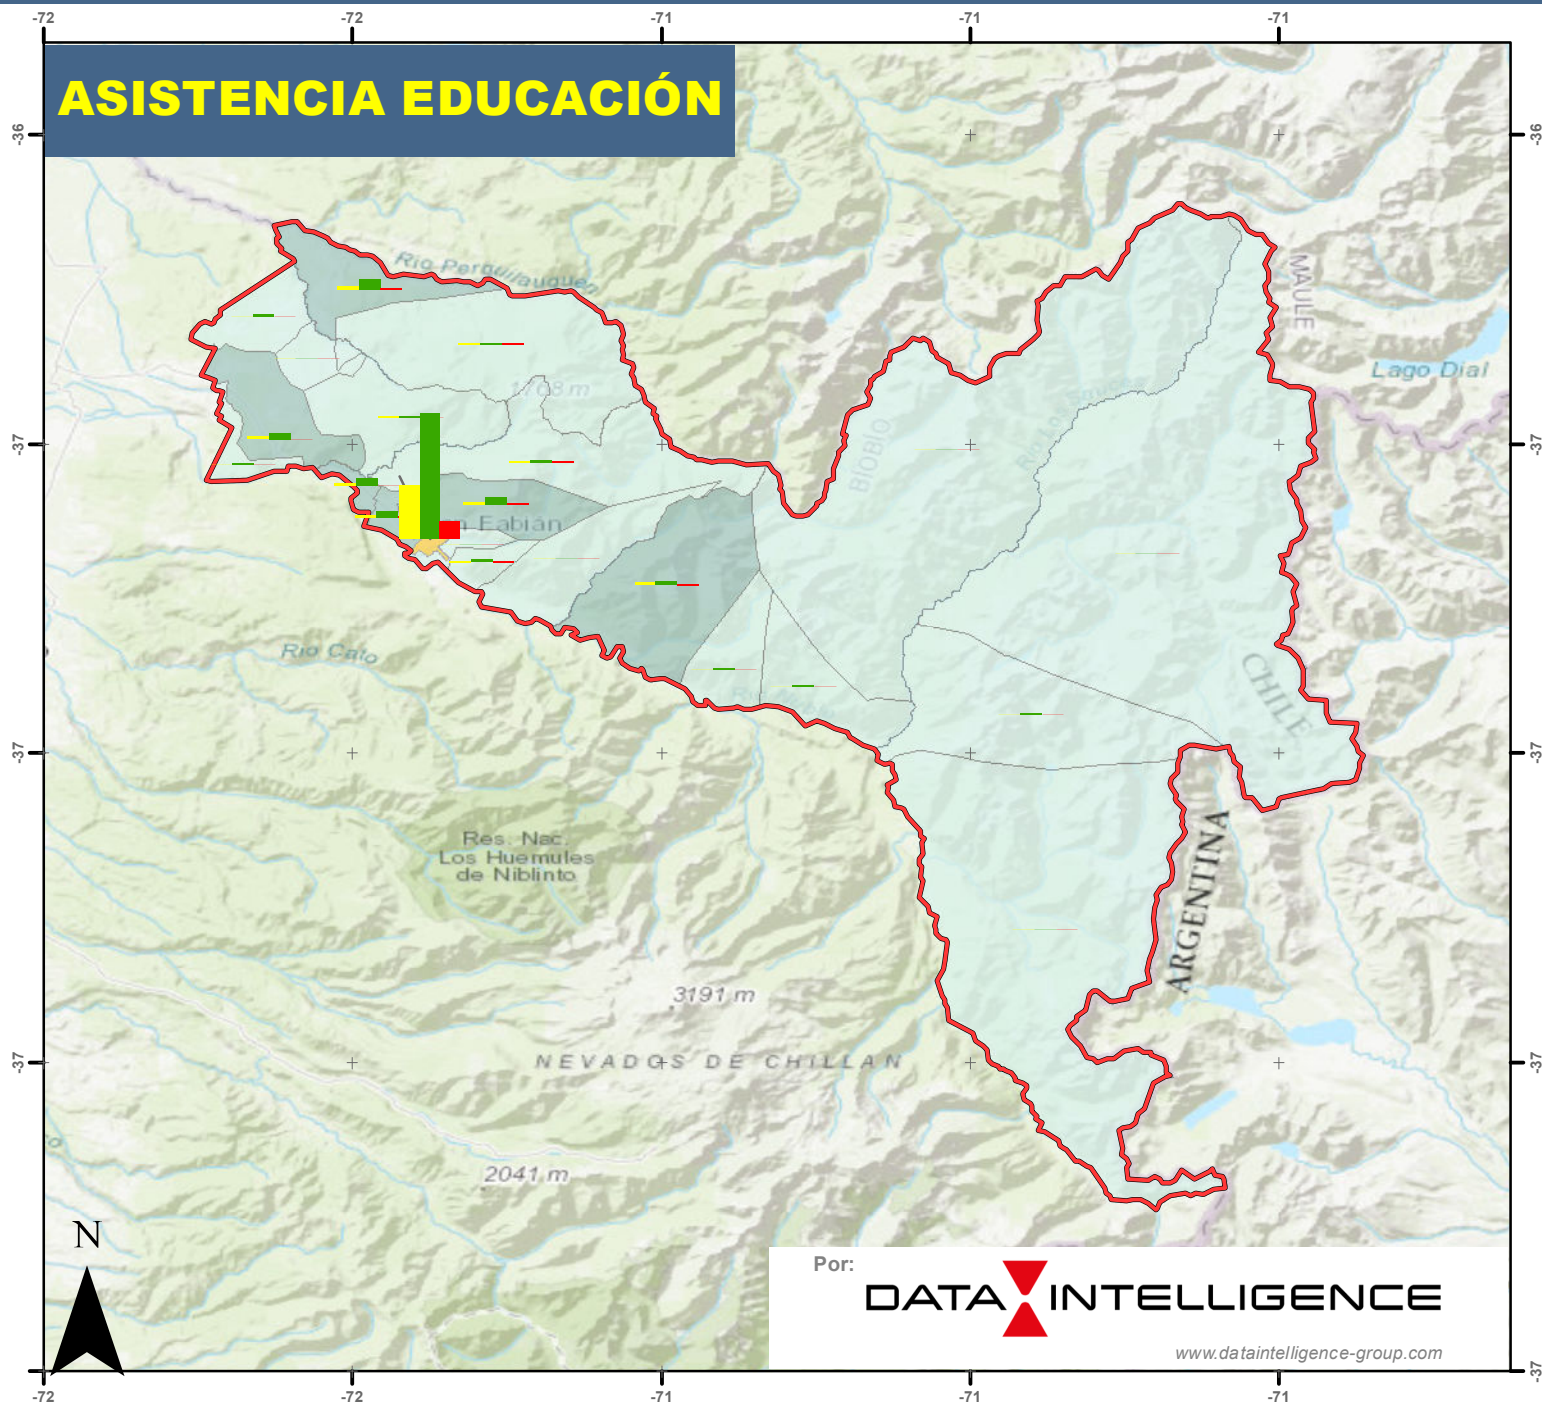 -72
-72
-71
-71
-71
ASISTENCIA EDUCACIÓN
-36
-36
Rio Perquilauquen
MAULE
Lago Dial
1768 m
BIOBIO
-37
-37
n Fabián
Rio Cato
CHILE
-37
-37
ARGENTINA
Res. Nac.
Los Huemules
de Niblinto
3191 m
NEVADOS DE CHILLAN
-37
-37
2041 m
N
Por:
DATA INTELLIGENCE
www.dataintelligence-group.com
-37
-72
-72
-71
-71
-71